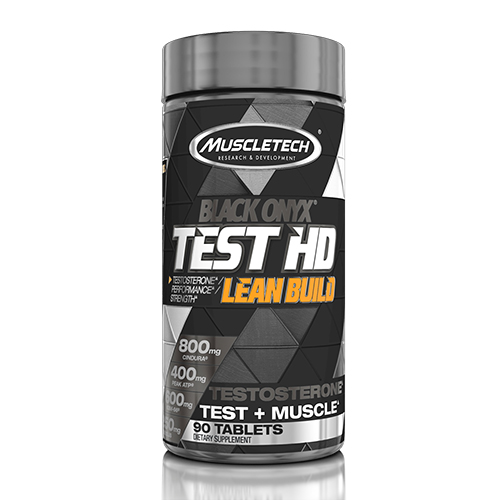 MUSCLETECH®
RESEARCH & DEVELOPMENT
BLACK ONYX®
TEST HD
TESTOSTERONE^/
PERFORMANCE^/
STRENGTH^
LEAN BUILD
800mg
CINDURA®
400mg
PEAK ATP®
TESTOSTERONE^
TEST + MUSCLE^
90 TABLETS
DIETARY SUPPLEMENT